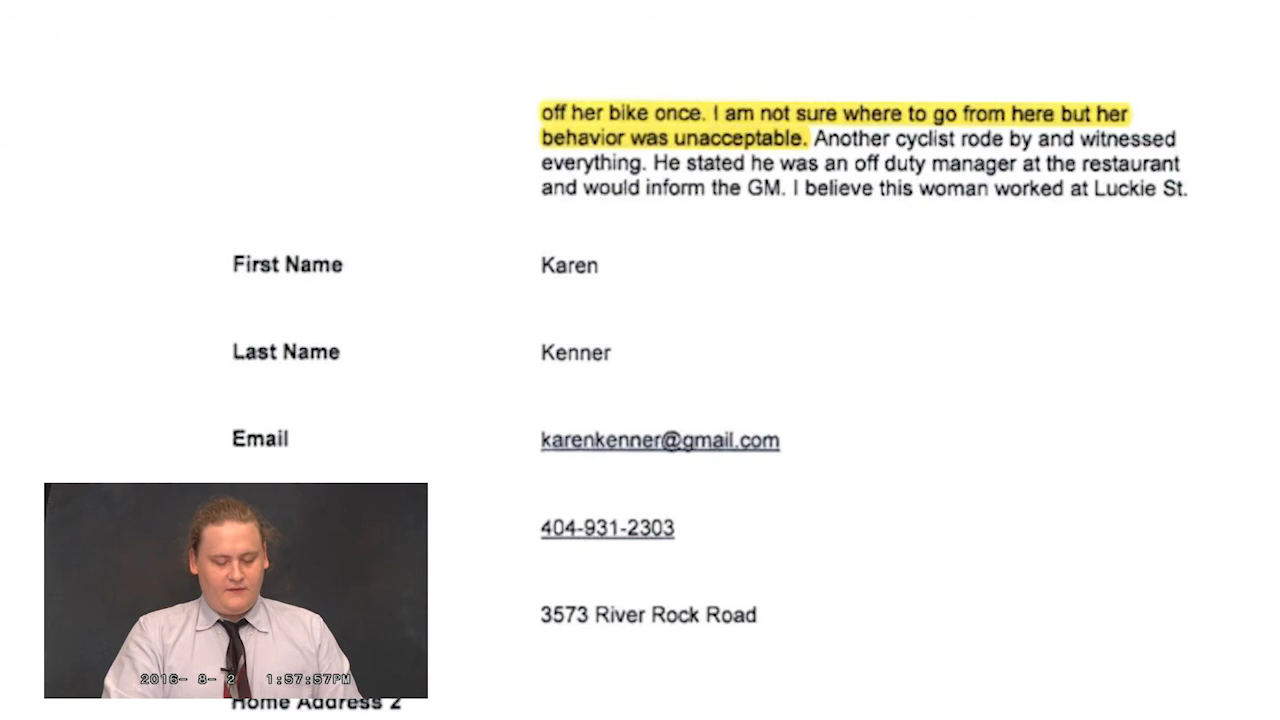 off her bike once. I am not sure where to go from here but her
behavior was unacceptable. Another cyclist rode by and witnessed
everything. He stated he was an off duty manager at the restaurant
and would inform the GM. I believe this woman worked at Luckie St.
First Name Karen
Last Name Kenner
Email karenkenner@gmail.com
404-931-2303
3573 River Rock Road
2016- 8- 2 1:57:57PM
Home Address 2